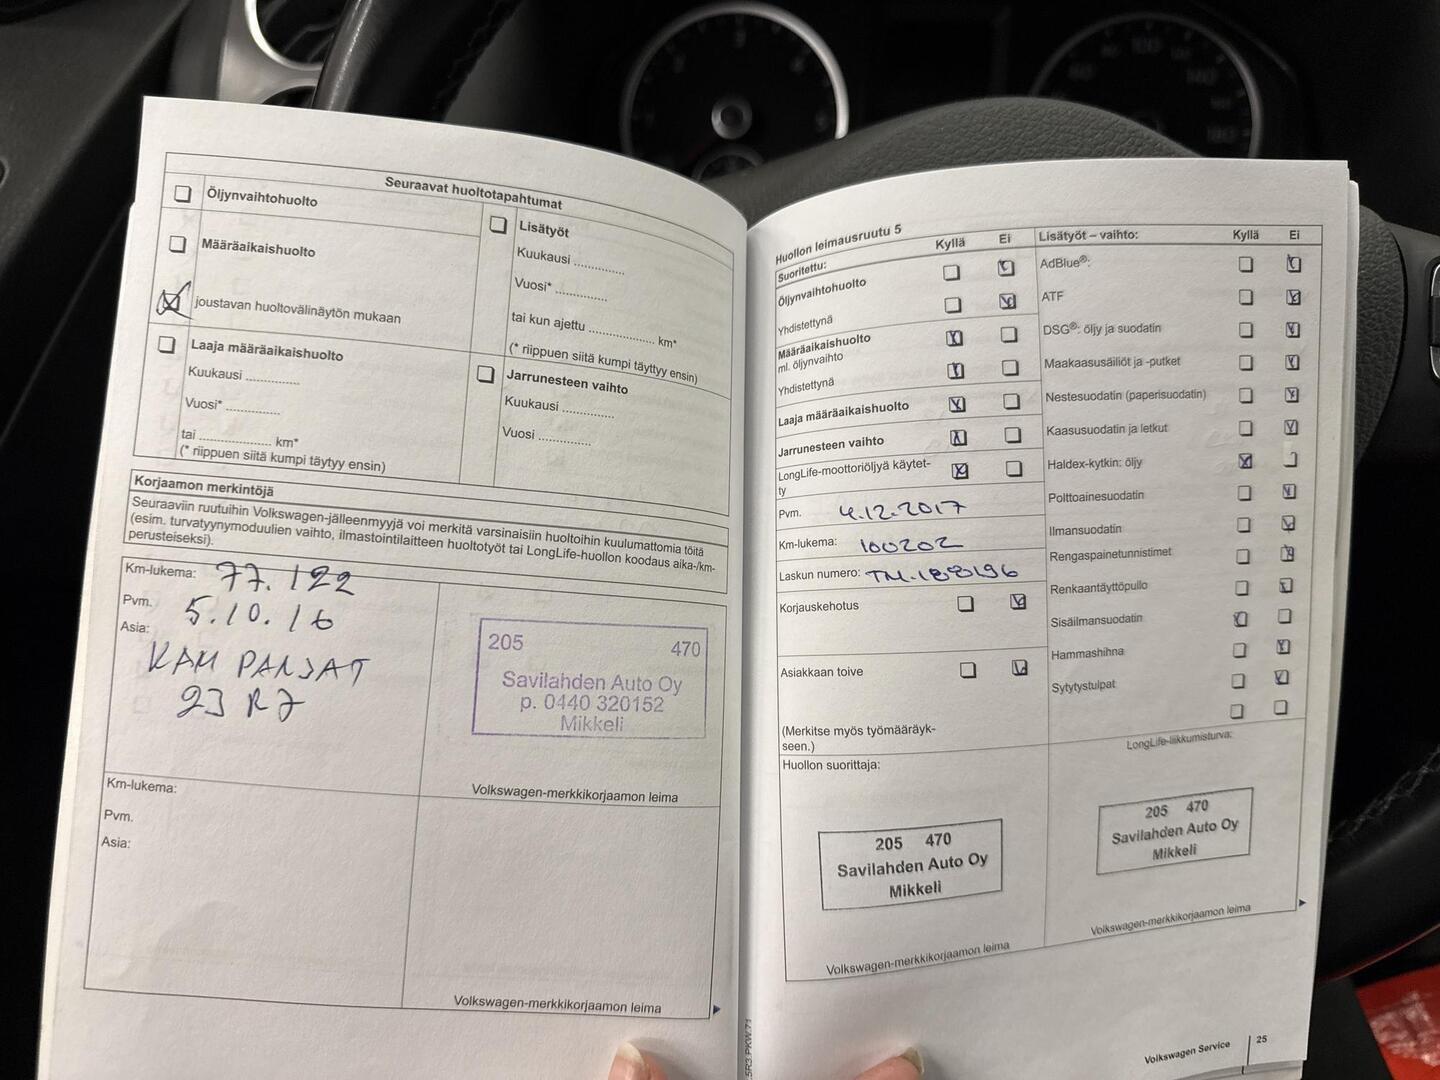 Seuraavat huoltotapahtumat
Öljynvaihtohuolto
Määräaikaishuolto
joustavan huoltovälinäytön mukaan
Laaja määräaikaishuolto
Kuukausi ..............
Vuosi* ..............
tai .................... km*
(* riippuen siitä kumpi täytyy ensin)
Lisätyöt
Kuukausi ..............
Vuosi* ..............
tai kun ajettu .................. km*
(* riippuen siitä kumpi täyttyy ensin)
Jarrunesteen vaihto
Kuukausi ..............
Vuosi ..............
Korjaamon merkintöjä
Seuraaviin ruutuihin Volkswagen-jälleenmyyjä voi merkitä varsinaisiin huoltoihin kuulumattomia töitä
(esim. turvatyynymoduulien vaihto, ilmastointilaitteen huoltotyöt tai LongLife-huollon koodaus aika-/km-
perusteiseksi).
Km-lukema: 77.122
Pvm. 5.10.16
Asia:
KAMPANJAT
23 R7
205 470
Savilahden Auto Oy
p. 0440 320152
Mikkeli
Volkswagen-merkkikorjaamon leima
Km-lukema:
Pvm.
Asia:
Volkswagen-merkkikorjaamon leima
Huollon leimausruutu 5
Suoritettu: Kyllä Ei
Öljynvaihtohuolto
Yhdistettynä
Määräaikaishuolto
ml. öljynvaihto
Yhdistettynä
Laaja määräaikaishuolto
Jarrunesteen vaihto
LongLife-moottoriöljyä käytet-
ty
Pvm. 4.12.2017
Km-lukema: 100202
Laskun numero: TM.188196
Korjauskehotus
Asiakkaan toive
(Merkitse myös työmääräyk-
seen.)
Huollon suorittaja:
205 470
Savilahden Auto Oy
Mikkeli
Volkswagen-merkkikorjaamon leima
Lisätyöt – vaihto: Kyllä Ei
AdBlue®:
ATF
DSG®: öljy ja suodatin
Maakaasusäiliöt ja -putket
Nestesuodatin (paperisuodatin)
Kaasusuodatin ja letkut
Haldex-kytkin: öljy
Polttoainesuodatin
Ilmansuodatin
Rengaspainetunnistimet
Renkaantäyttöpullo
Sisäilmansuodatin
Hammashihna
Sytytystulpat
LongLife-liikkumisturva:
205 470
Savilahden Auto Oy
Mikkeli
Volkswagen-merkkikorjaamon leima
Volkswagen Service 25